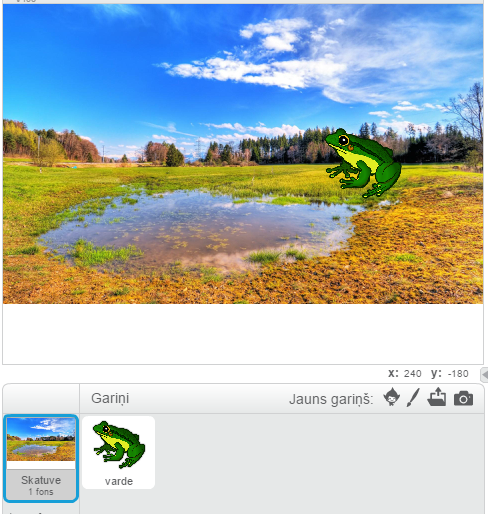 x: 240 y: -180
Gariņi Jauns gariņš:
Skatuve
1 fons
varde